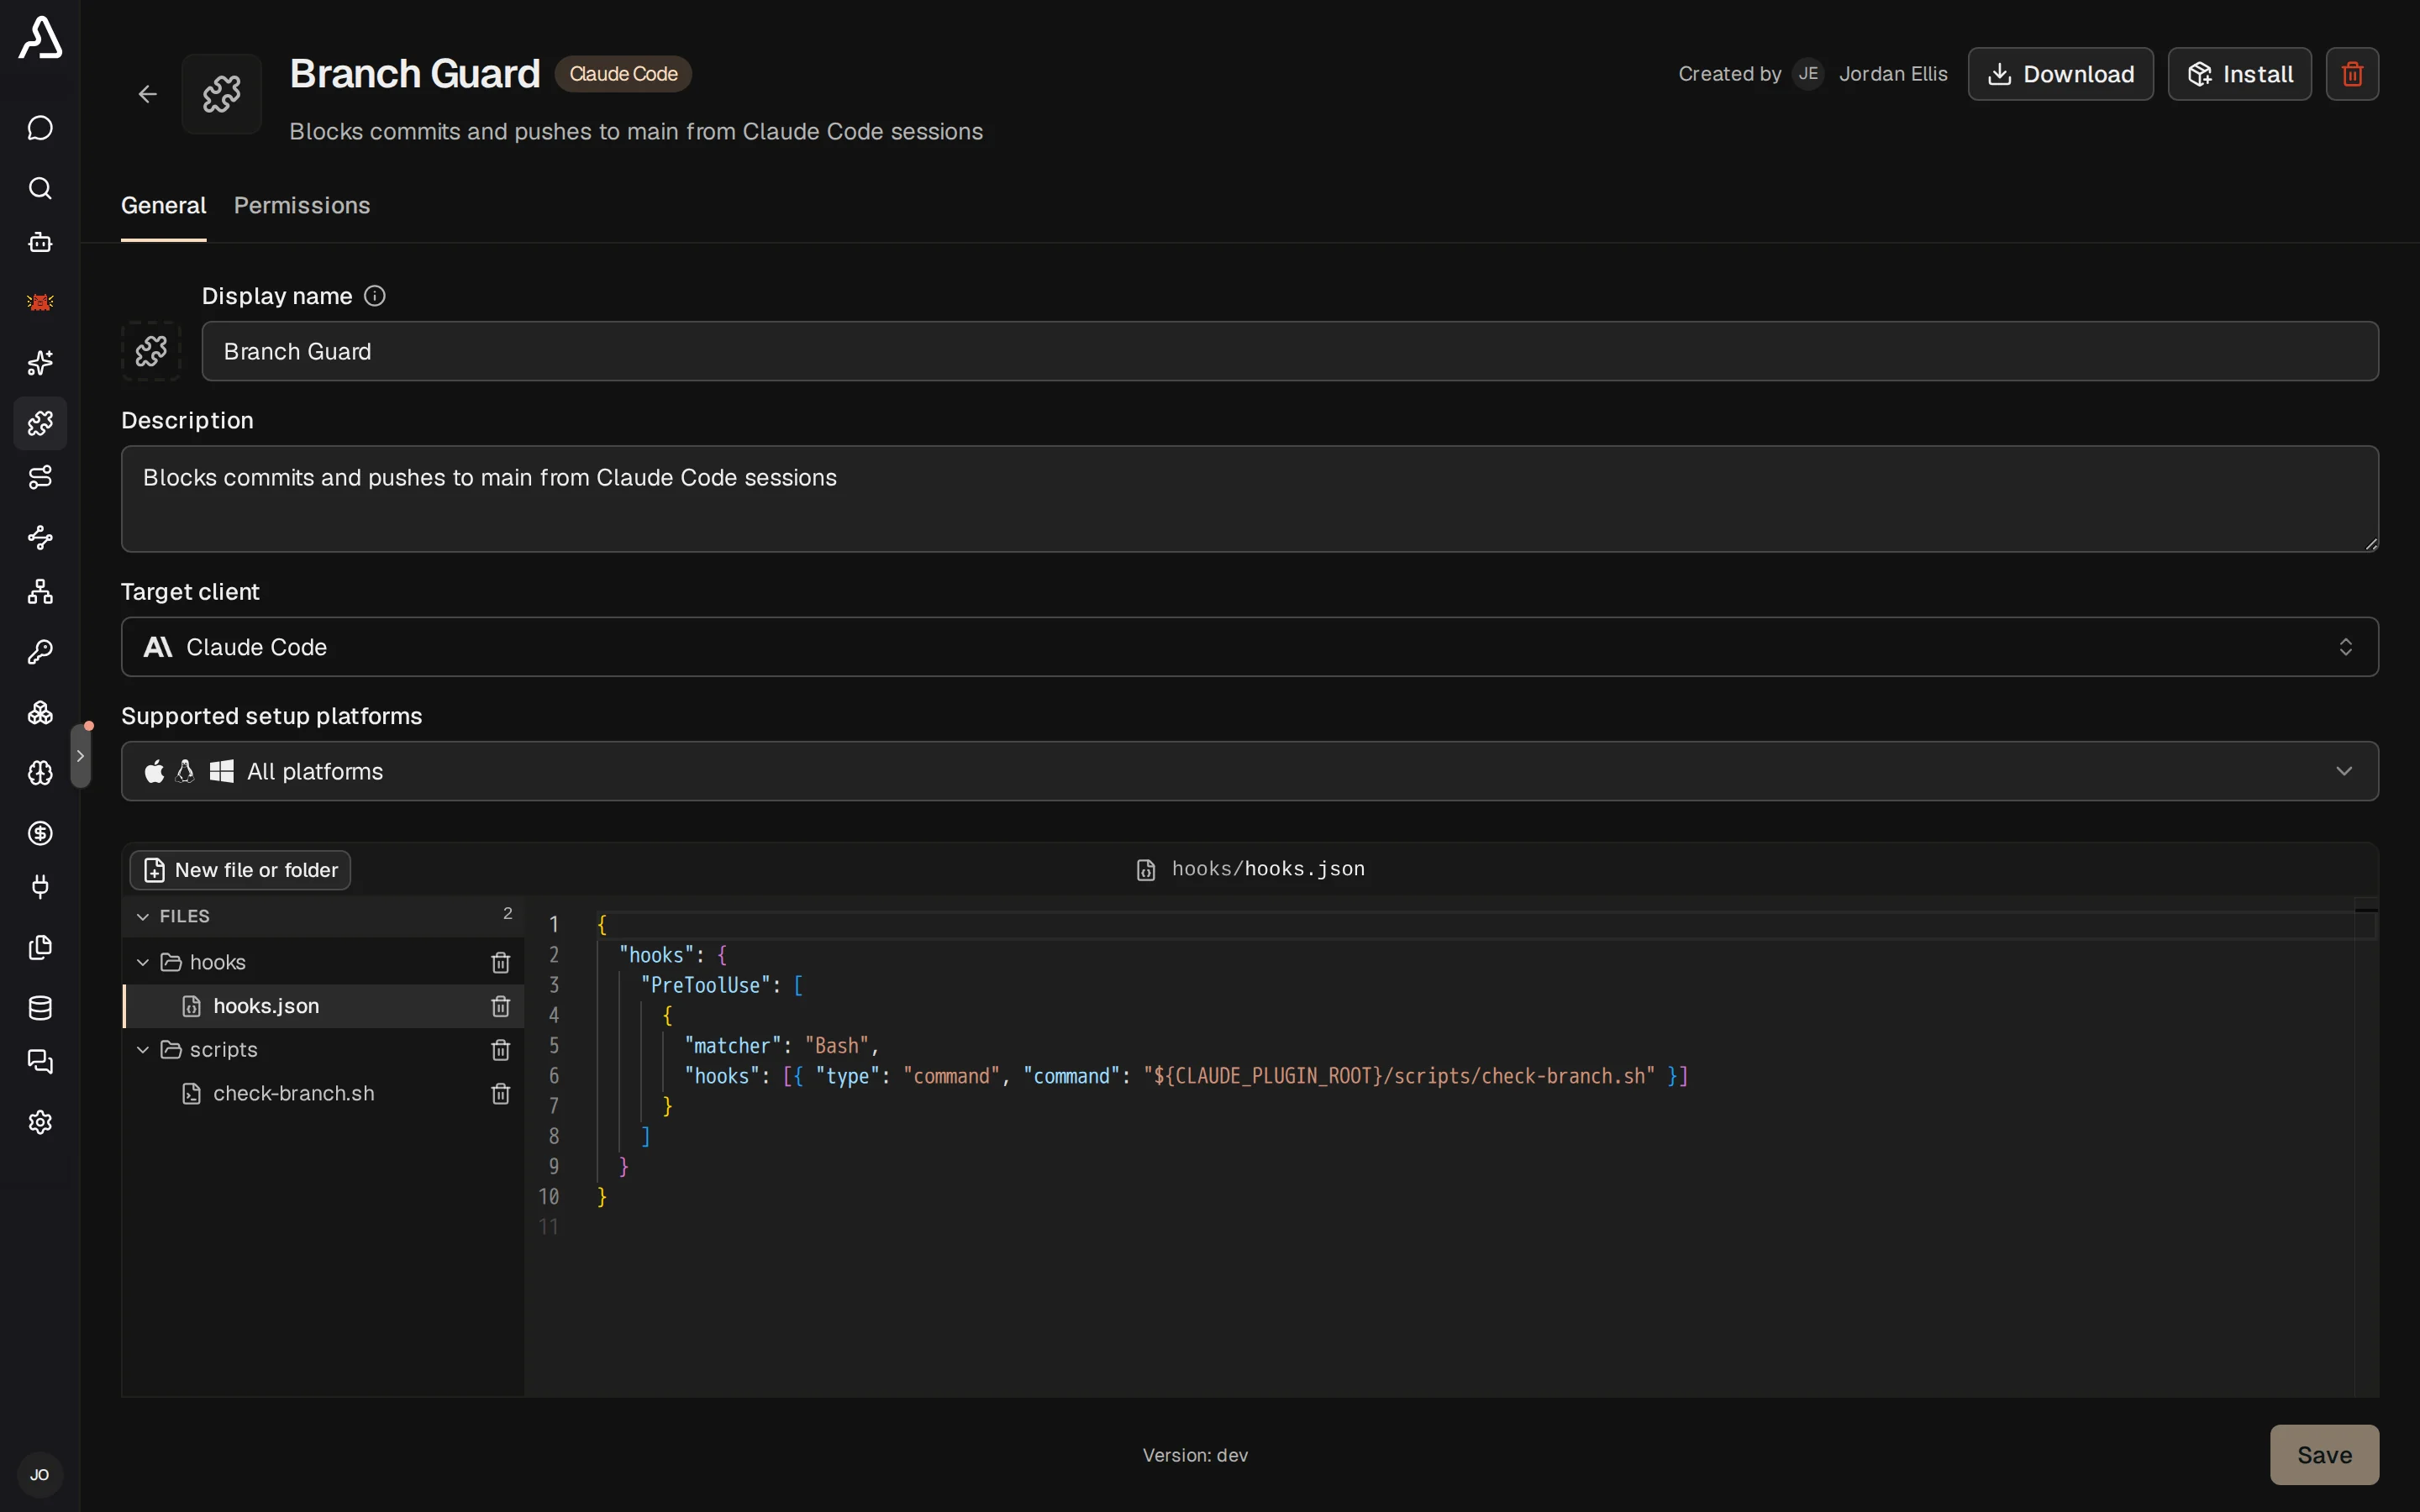 Branch Guard
Claude Code
Blocks commits and pushes to main from Claude Code sessions
Created by JE Jordan Ellis
Download
Install
General
Permissions
Display name
Branch Guard
Description
Blocks commits and pushes to main from Claude Code sessions
Target client
Claude Code
Supported setup platforms
All platforms
New file or folder
hooks/hooks.json
FILES 2
hooks
hooks.json
scripts
check-branch.sh
1 {
2   "hooks": {
3     "PreToolUse": [
4       {
5         "matcher": "Bash",
6         "hooks": [{ "type": "command", "command": "${CLAUDE_PLUGIN_ROOT}/scripts/check-branch.sh" }]
7       }
8     ]
9   }
10 }
11
Version: dev
Save
JO